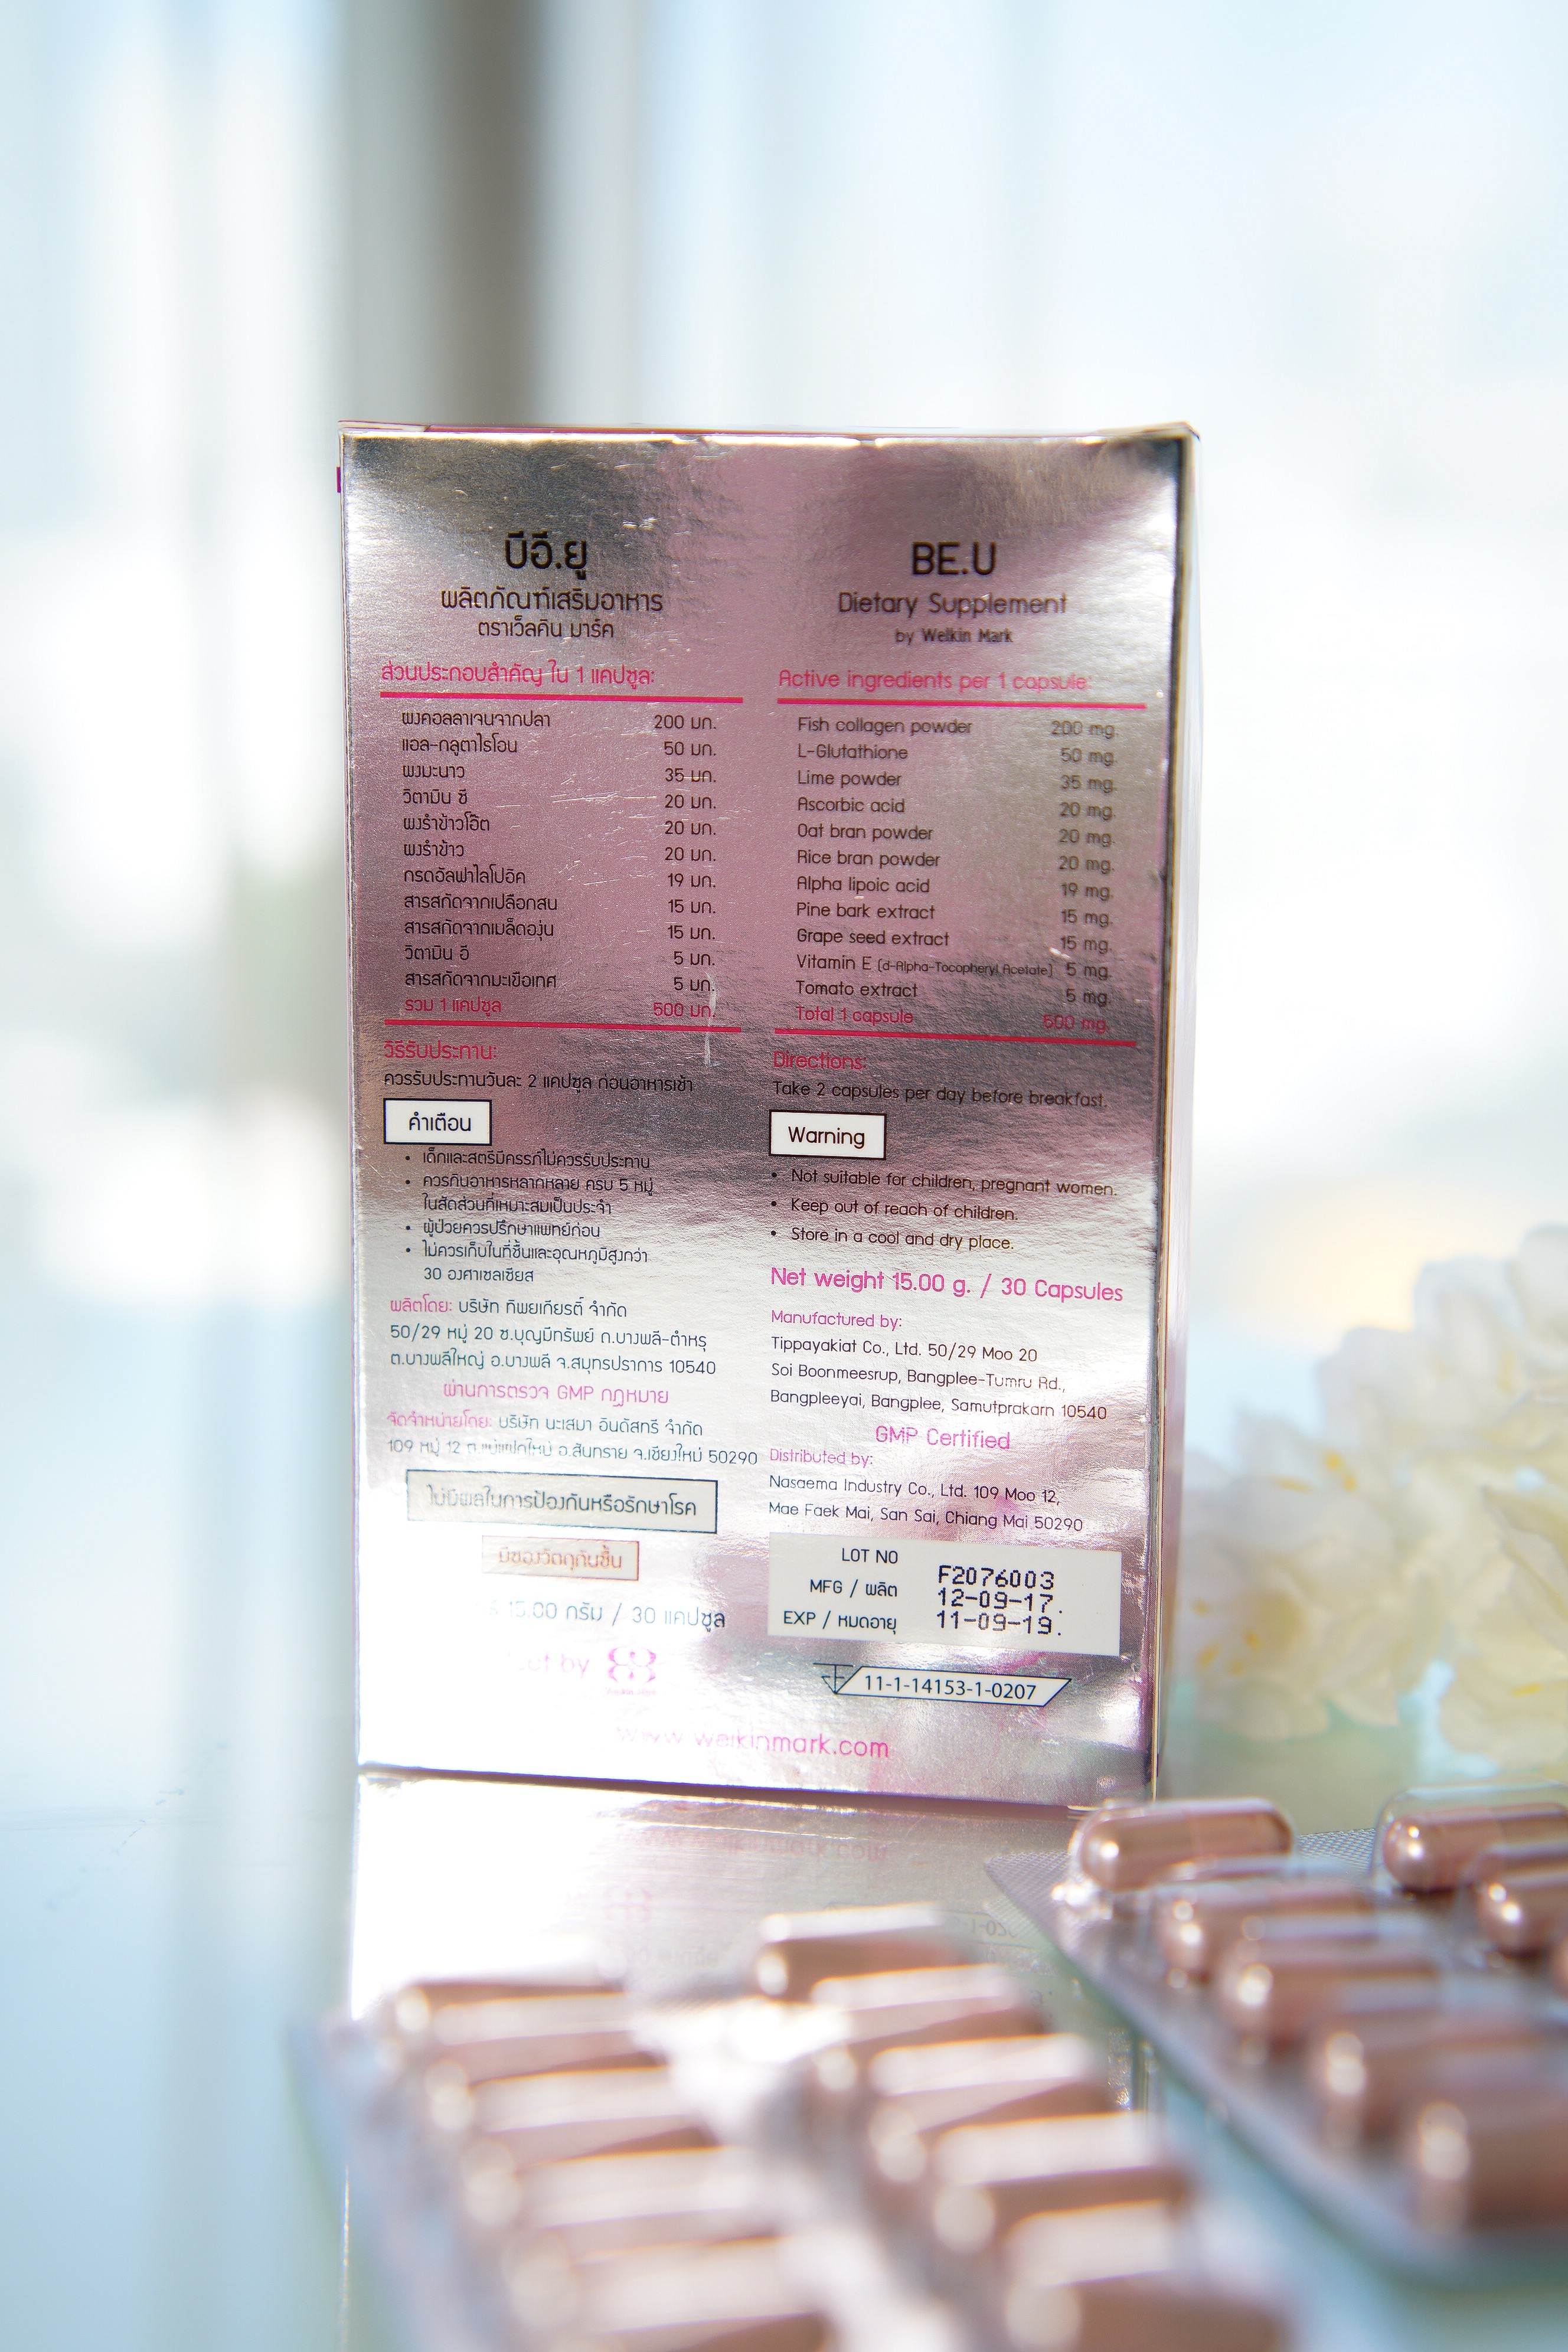 บีอี.ยู
ผลิตภัณฑ์เสริมอาหาร
ตราเว็ลคิน มาร์ค
ส่วนประกอบสำคัญ ใน 1 แคปซูล:
ผงคอลลาเจนจากปลา 200 มก.
แอล-กลูตาไธโอน 50 มก.
ผงมะนาว 35 มก.
วิตามิน ซี 20 มก.
ผงรำข้าวโอ๊ต 20 มก.
ผงรำข้าว 20 มก.
กรดอัลฟาไลโปอิค 19 มก.
สารสกัดจากเปลือกสน 15 มก.
สารสกัดจากเมล็ดองุ่น 15 มก.
วิตามิน อี 5 มก.
สารสกัดจากมะเขือเทศ 5 มก.
รวม 1 แคปซูล 500 มก.
วิธีรับประทาน:
ควรรับประทานวันละ 2 แคปซูล ก่อนอาหารเช้า
คำเตือน
• เด็กและสตรีมีครรภ์ไม่ควรรับประทาน
• ควรกินอาหารหลากหลาย ครบ 5 หมู่
ในสัดส่วนที่เหมาะสมเป็นประจำ
• ผู้ป่วยควรปรึกษาแพทย์ก่อน
• ไม่ควรเก็บในที่ชื้นและอุณหภูมิสูงกว่า
30 องศาเซลเซียส
ผลิตโดย: บริษัท ทิพยเกียรติ์ จำกัด
50/29 หมู่ 20 ซ.บุญมีทรัพย์ ถ.บางพลี-ตำหรุ
ต.บางพลีใหญ่ อ.บางพลี จ.สมุทรปราการ 10540
ผ่านการตรวจ GMP กฎหมาย
จัดจำหน่ายโดย: บริษัท นะเสมา อินดัสทรี จำกัด
109 หมู่ 12 ต.แม่แฝกใหม่ อ.สันทราย จ.เชียงใหม่ 50290
ไม่มีผลในการป้องกันหรือรักษาโรค
มีซองวัตถุกันชื้น
15.00 กรัม / 30 แคปซูล
by
BE.U
Dietary Supplement
by Welkin Mark
Active ingredients per 1 capsule:
Fish collagen powder 200 mg.
L-Glutathione 50 mg.
Lime powder 35 mg.
Ascorbic acid 20 mg.
Oat bran powder 20 mg.
Rice bran powder 20 mg.
Alpha lipoic acid 19 mg.
Pine bark extract 15 mg.
Grape seed extract 15 mg.
Vitamin E (d-Alpha-Tocopheryl Acetate) 5 mg.
Tomato extract 5 mg.
Total 1 capsule 500 mg.
Directions:
Take 2 capsules per day before breakfast.
Warning
• Not suitable for children, pregnant women.
• Keep out of reach of children.
• Store in a cool and dry place.
Net weight 15.00 g. / 30 Capsules
Manufactured by:
Tippayakiat Co., Ltd. 50/29 Moo 20
Soi Boonmeesrup, Bangplee-Tumru Rd.,
Bangpleeyai, Bangplee, Samutprakarn 10540
GMP Certified
Distributed by:
Nasaema Industry Co., Ltd. 109 Moo 12,
Mae Faek Mai, San Sai, Chiang Mai 50290
LOT NO F2076003
MFG / ผลิต 12-09-17.
EXP / หมดอายุ 11-09-19.
11-1-14153-1-0207
www.welkinmark.com